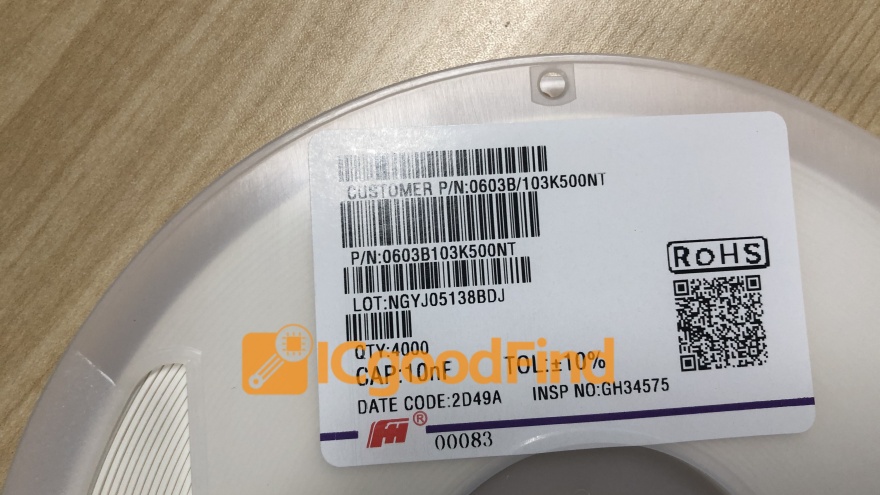 CUSTOMER P/N:0603B/103K500NT
P/N:0603B103K500NT
LOT:NGYJ05138BDJ
RoHS
QTY:4000
ICgoodFind
CAP:10nF TOL:±10%
DATE CODE:2D49A INSP NO:GH34575
FH®
00083